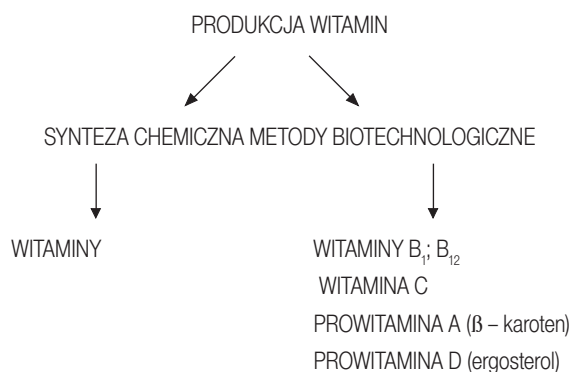 PRODUKCJA WITAMIN
SYNTEZA CHEMICZNA METODY BIOTECHNOLOGICZNE
WITAMINY
WITAMINY B₁; B₁₂
WITAMINA C
PROWITAMINA A (ß – karoten)
PROWITAMINA D (ergosterol)